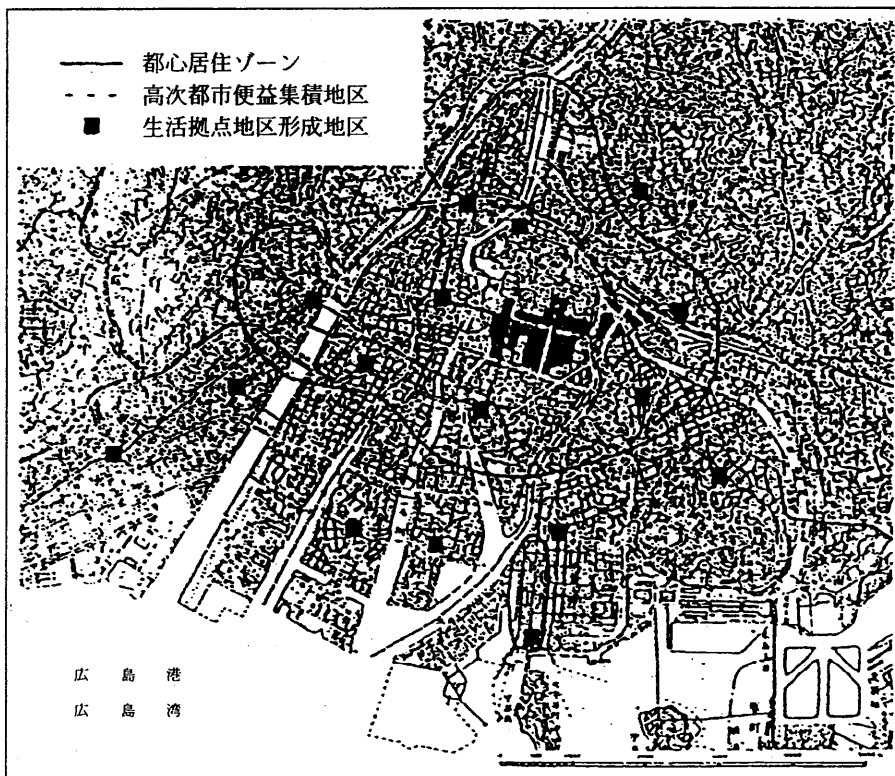 都心居住ゾーン
高次都市便益集積地区
生活拠点地区形成地区
広島港
広島湾